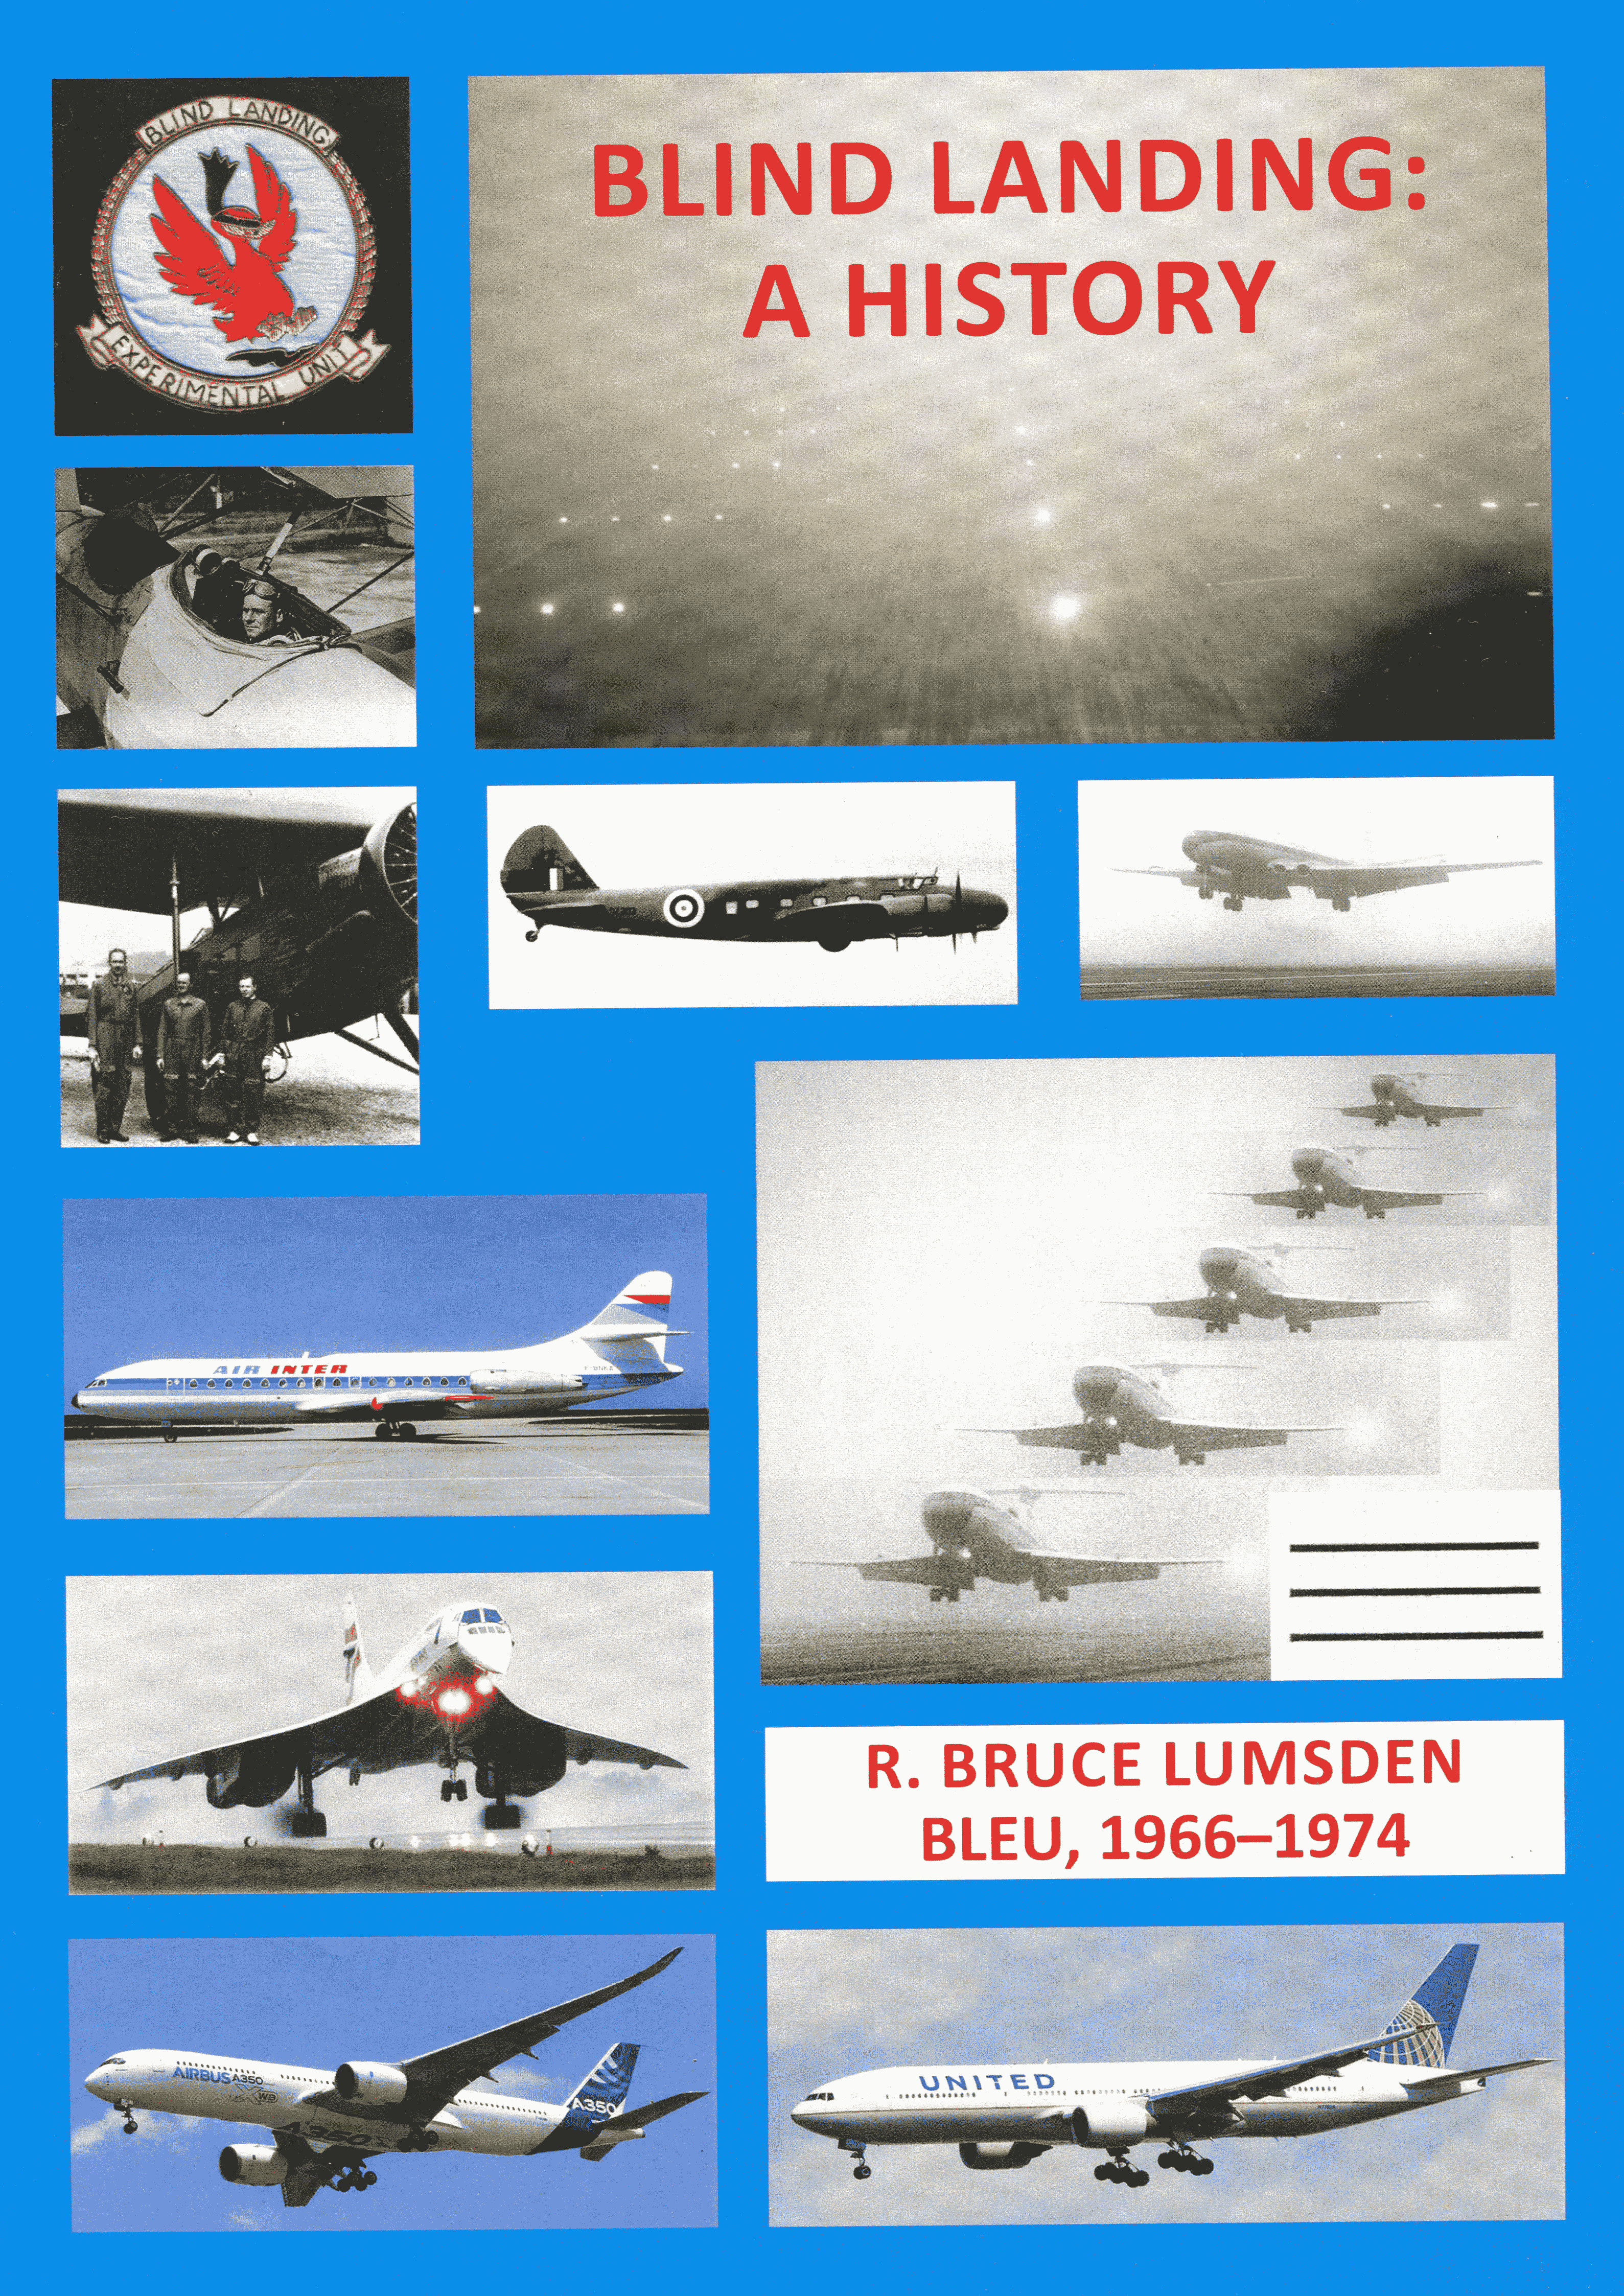 BLIND LANDING
EXPERIMENTAL UNIT
BLIND LANDING:
A HISTORY
AIR INTER
R. BRUCE LUMSDEN
BLEU, 1966–1974
AIRBUS A350
XWB
A350
A350
UNITED